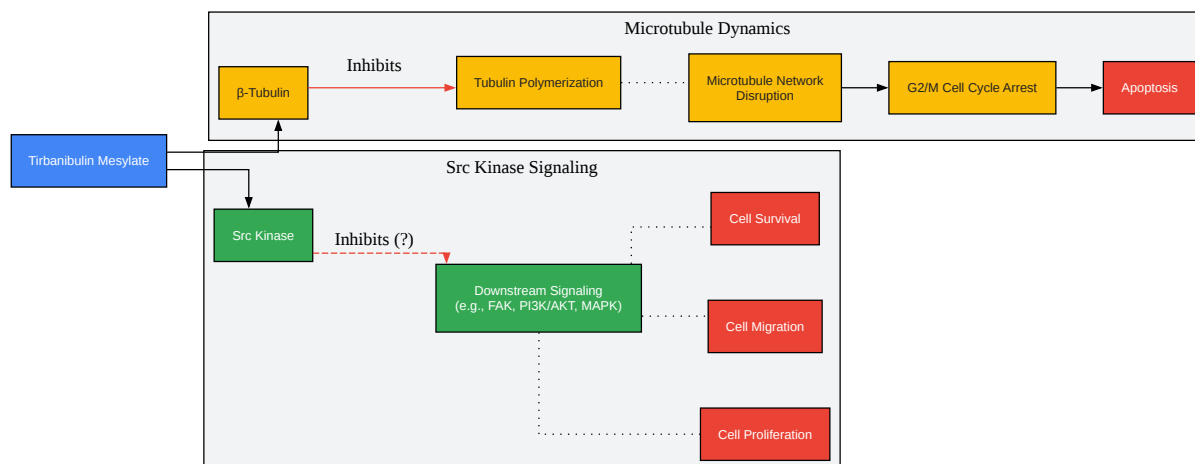 Microtubule Dynamics
β-Tubulin
Inhibits
Tubulin Polymerization
Microtubule Network
Disruption
G2/M Cell Cycle Arrest
Apoptosis
Tirbanibulin Mesylate
Src Kinase Signaling
Src Kinase
Inhibits (?)
Downstream Signaling
(e.g., FAK, PI3K/AKT, MAPK)
Cell Survival
Cell Migration
Cell Proliferation